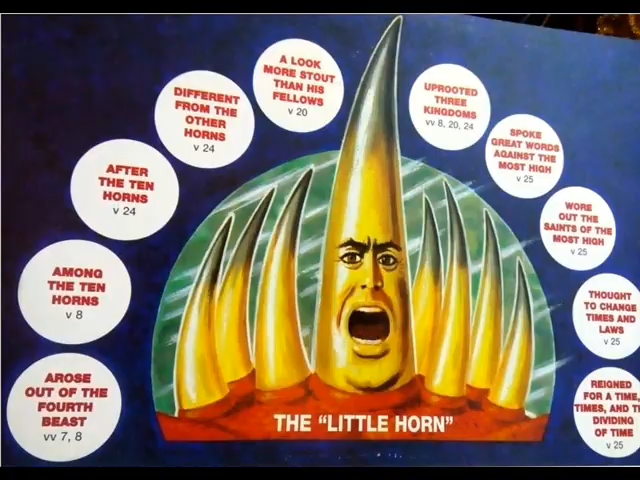 AROSE
OUT OF THE
FOURTH
BEAST
vv 7, 8
AMONG
THE TEN
HORNS
v 8
AFTER
THE TEN
HORNS
v 24
DIFFERENT
FROM THE
OTHER
HORNS
v 24
A LOOK
MORE STOUT
THAN HIS
FELLOWS
v 20
UPROOTED
THREE
KINGDOMS
vv 8, 20, 24
SPOKE
GREAT WORDS
AGAINST THE
MOST HIGH
v 25
WORE
OUT THE
SAINTS OF THE
MOST HIGH
v 25
THOUGHT
TO CHANGE
TIMES AND
LAWS
v 25
REIGNED
FOR A TIME,
TIMES, AND
DIVIDING
OF TIME
v 25
THE "LITTLE HORN"